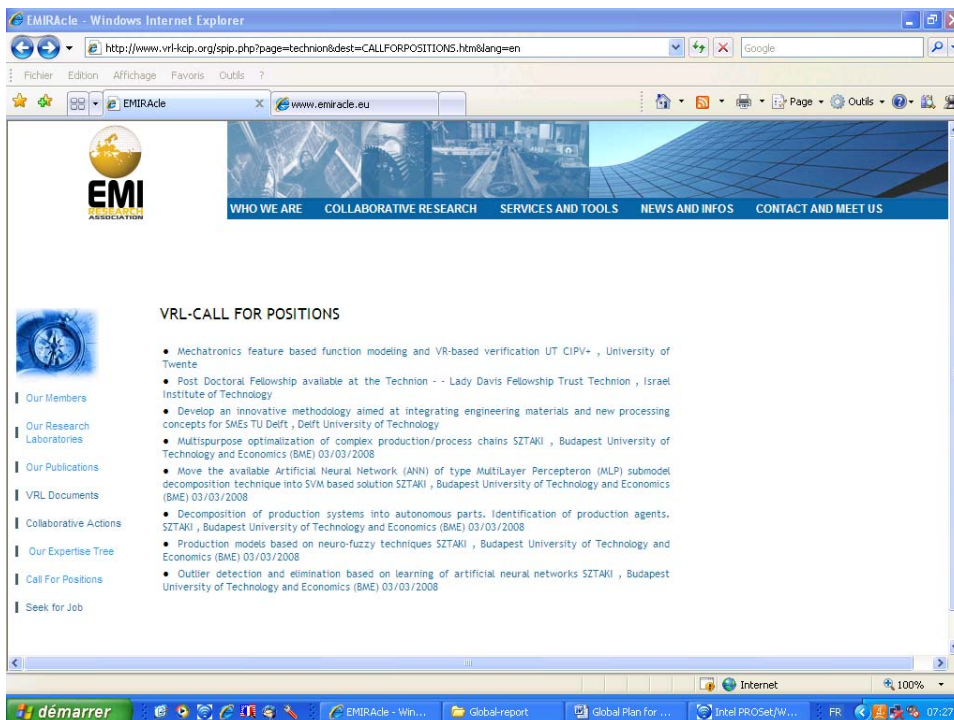 EMIRAcle - Windows Internet Explorer
http://www.vrl-kcip.org/spip.php?page=technion&dest=CALLFORPOSITIONS.htm&lang=en
Google
Fichier Edition Affichage Favoris Outils ?
EMIRAcle
www.emiracle.eu
Page
Outils
EMI
RESEARCH
ASSOCIATION
WHO WE ARE COLLABORATIVE RESEARCH SERVICES AND TOOLS NEWS AND INFOS CONTACT AND MEET US
VRL-CALL FOR POSITIONS
• Mechatronics feature based function modeling and VR-based verification UT CIPV+ , University of
Twente
• Post Doctoral Fellowship available at the Technion - - Lady Davis Fellowship Trust Technion , Israel
Institute of Technology
• Develop an innovative methodology aimed at integrating engineering materials and new processing
concepts for SMEs TU Delft , Delft University of Technology
• Multispurpose optimalization of complex production/process chains SZTAKI , Budapest University of
Technology and Economics (BME) 03/03/2008
• Move the available Artificial Neural Network (ANN) of type MultiLayer Percepteron (MLP) submodel
decomposition technique into SVM based solution SZTAKI , Budapest University of Technology and Economics
(BME) 03/03/2008
• Decomposition of production systems into autonomous parts. Identification of production agents.
SZTAKI , Budapest University of Technology and Economics (BME) 03/03/2008
• Production models based on neuro-fuzzy techniques SZTAKI , Budapest University of Technology and
Economics (BME) 03/03/2008
• Outlier detection and elimination based on learning of artificial neural networks SZTAKI , Budapest
University of Technology and Economics (BME) 03/03/2008
Our Members
Our Research
Laboratories
Our Publications
VRL Documents
Collaborative Actions
Our Expertise Tree
Call For Positions
Seek for Job
Internet
100%
démarrer
EMIRAcle - Win...
Global-report
Global Plan for ...
Intel PROSet/W...
FR
07:27